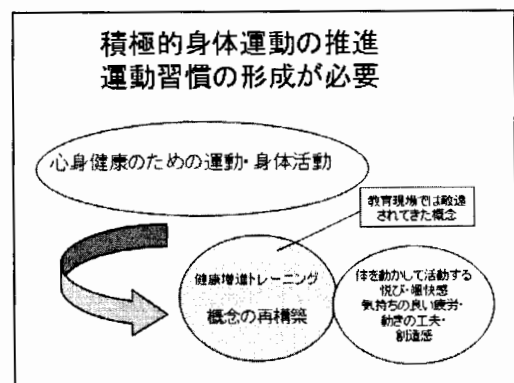 積極的身体運動の推進
運動習慣の形成が必要
心身健康のための運動・身体活動
教育現場では敬遠
されてきた概念
健康増進トレーニング
概念の再構築
体を動かして活動する
悦び・爽快感
気持ちの良い疲労・
動きの工夫・
創造感